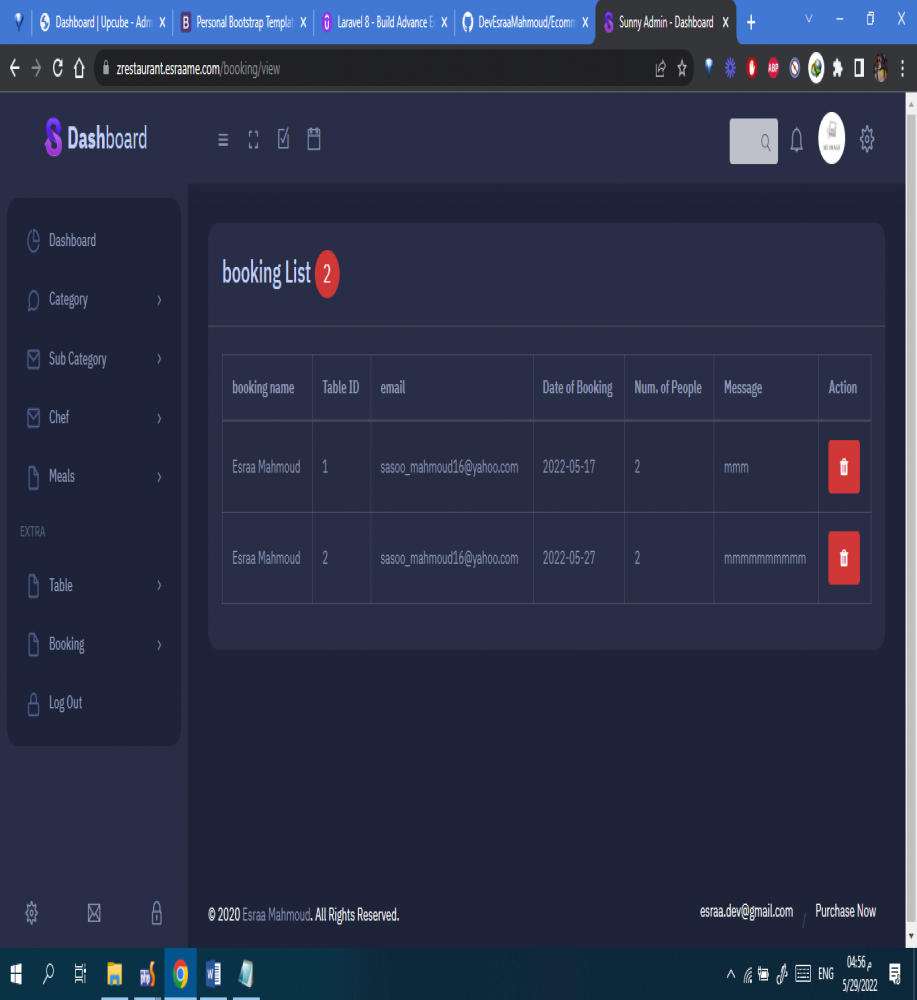 Dashboard | Upcube - Adm
Personal Bootstrap Templat
Laravel 8 - Build Advance E
DevEsraaMahmoud/Ecomm
Sunny Admin - Dashboard
zrestaurant.esraame.com/booking/view
ABP
Dashboard
NO IMAGE
Dashboard
Category
Sub Category
Chef
Meals
EXTRA
Table
Booking
Log Out
booking List 2
booking name Table ID email Date of Booking Num. of People Message Action
Esraa Mahmoud 1 sasoo_mahmoud16@yahoo.com 2022-05-17 2 mmm
Esraa Mahmoud 2 sasoo_mahmoud16@yahoo.com 2022-05-27 2 mmmmmmmmmm
© 2020 Esraa Mahmoud. All Rights Reserved.
esraa.dev@gmail.com / Purchase Now
ENG
04:56 م
5/29/2022